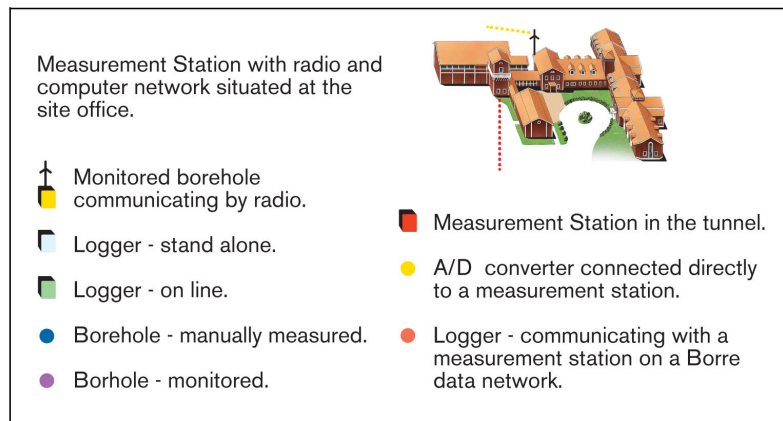 Measurement Station with radio and
computer network situated at the
site office.
Monitored borehole
communicating by radio.
Logger - stand alone.
Logger - on line.
Borehole - manually measured.
Borhole - monitored.
Measurement Station in the tunnel.
A/D converter connected directly
to a measurement station.
Logger - communicating with a
measurement station on a Borre
data network.